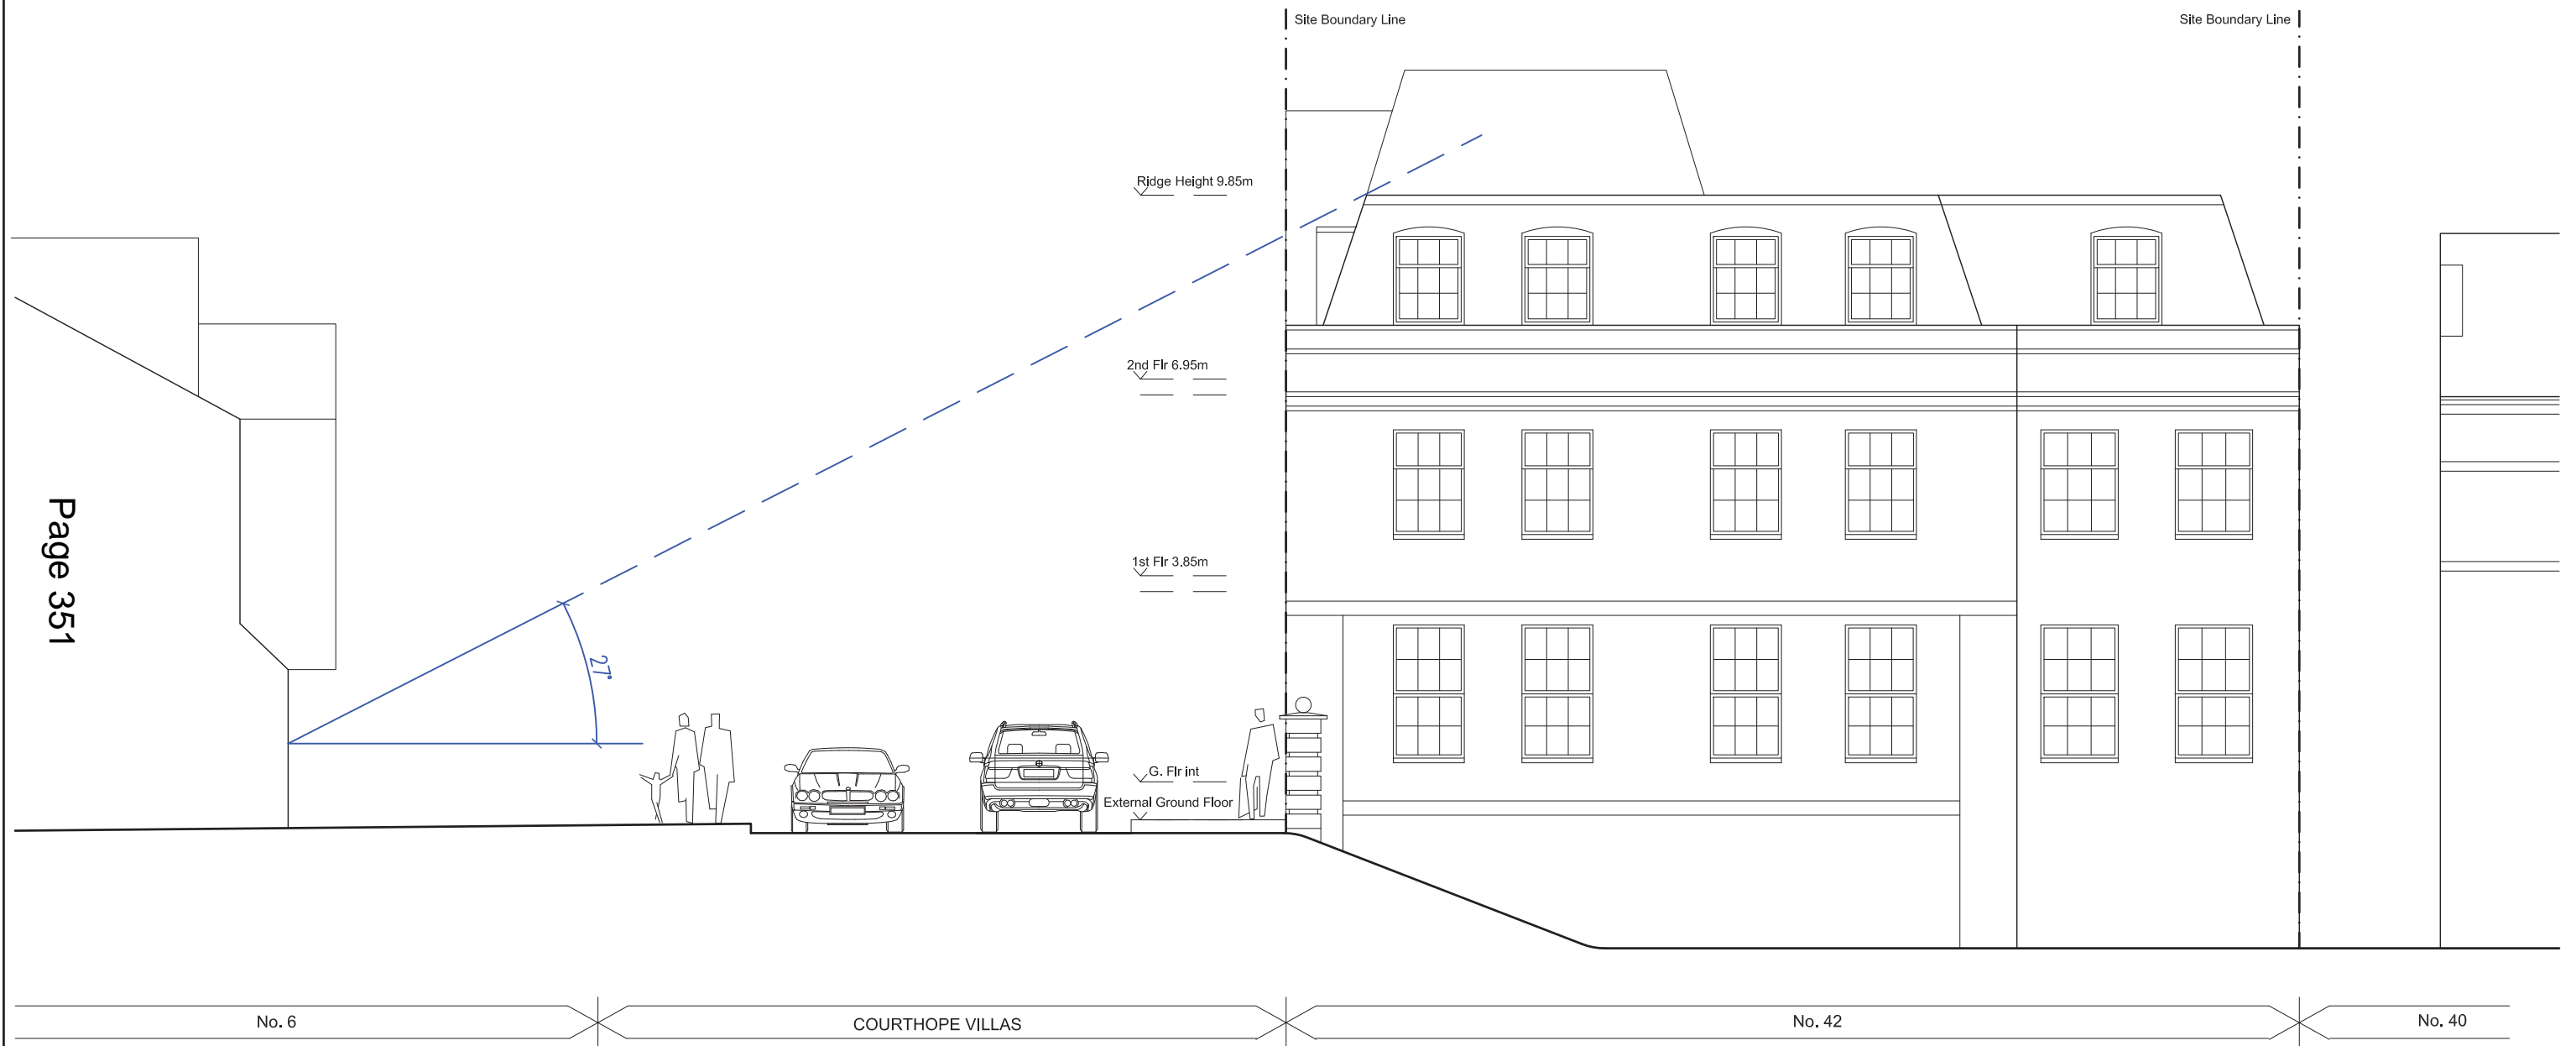 Site Boundary Line
Site Boundary Line
Ridge Height 9.85m
2nd Flr 6.95m
1st Flr 3.85m
27°
G. Flr int
External Ground Floor
Page 351
No. 6
COURTHOPE VILLAS
No. 42
No. 40